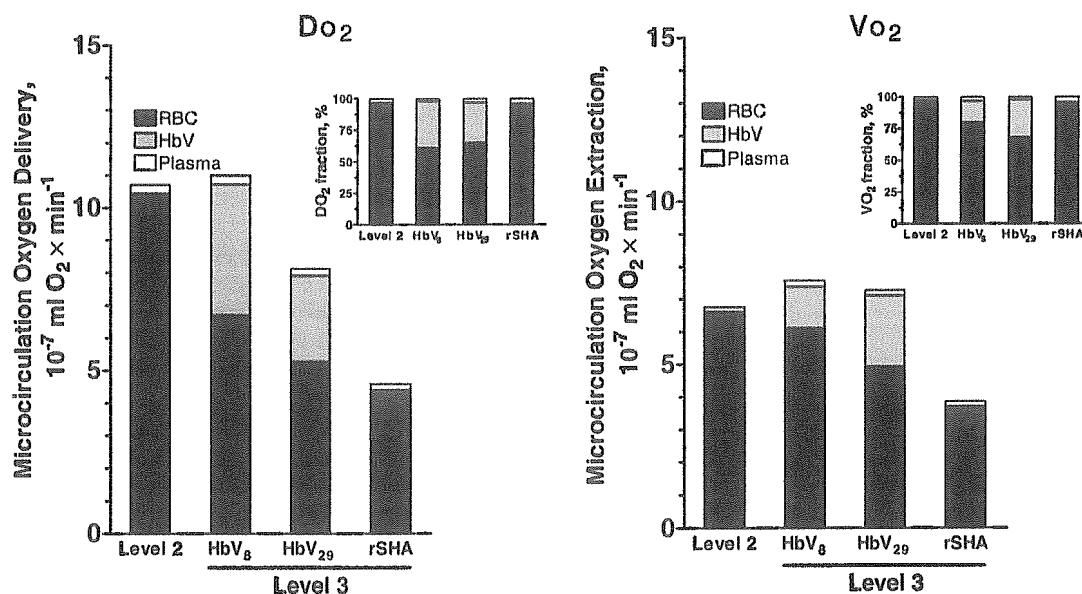 Do2
Microcirculation Oxygen Delivery,
10-7 ml O2 × min-1
15
10
5
0
RBC
HbV
Plasma
DO2 fraction, %
100
75
50
25
0
Level 2 HbV8 HbV29 rSHA
Level 2 HbV8 HbV29 rSHA
Level 3
Vo2
Microcirculation Oxygen Extraction,
10-7 ml O2 × min-1
15
10
5
0
RBC
HbV
Plasma
VO2 fraction, %
100
75
50
25
0
Level 2 HbV8 HbV29 rSHA
Level 2 HbV8 HbV29 rSHA
Level 3